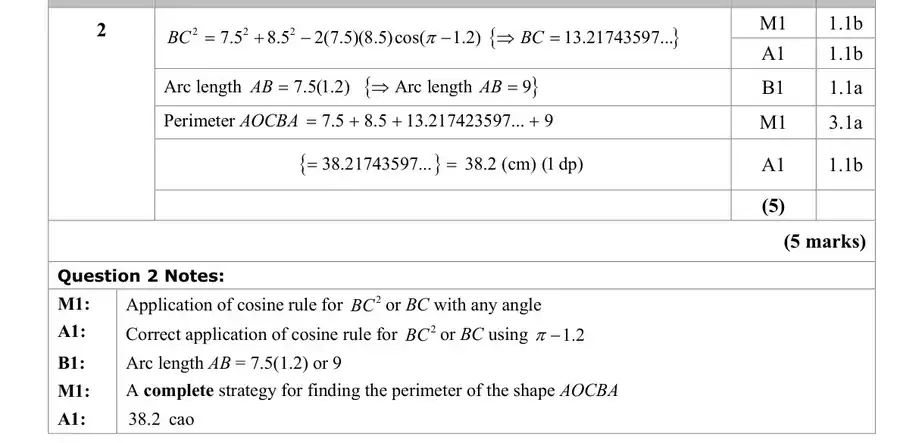 2
BC² = 7.5² + 8.5² − 2(7.5)(8.5)cos(π − 1.2) {⇒ BC = 13.21743597...}
M1 1.1b
A1 1.1b
Arc length AB = 7.5(1.2) {⇒ Arc length AB = 9} B1 1.1a
Perimeter AOCBA = 7.5 + 8.5 + 13.217423597... + 9 M1 3.1a
{= 38.21743597...} = 38.2 (cm) (1 dp) A1 1.1b
(5)
(5 marks)
Question 2 Notes:
M1: Application of cosine rule for BC² or BC with any angle
A1: Correct application of cosine rule for BC² or BC using π − 1.2
B1: Arc length AB = 7.5(1.2) or 9
M1: A complete strategy for finding the perimeter of the shape AOCBA
A1: 38.2 cao